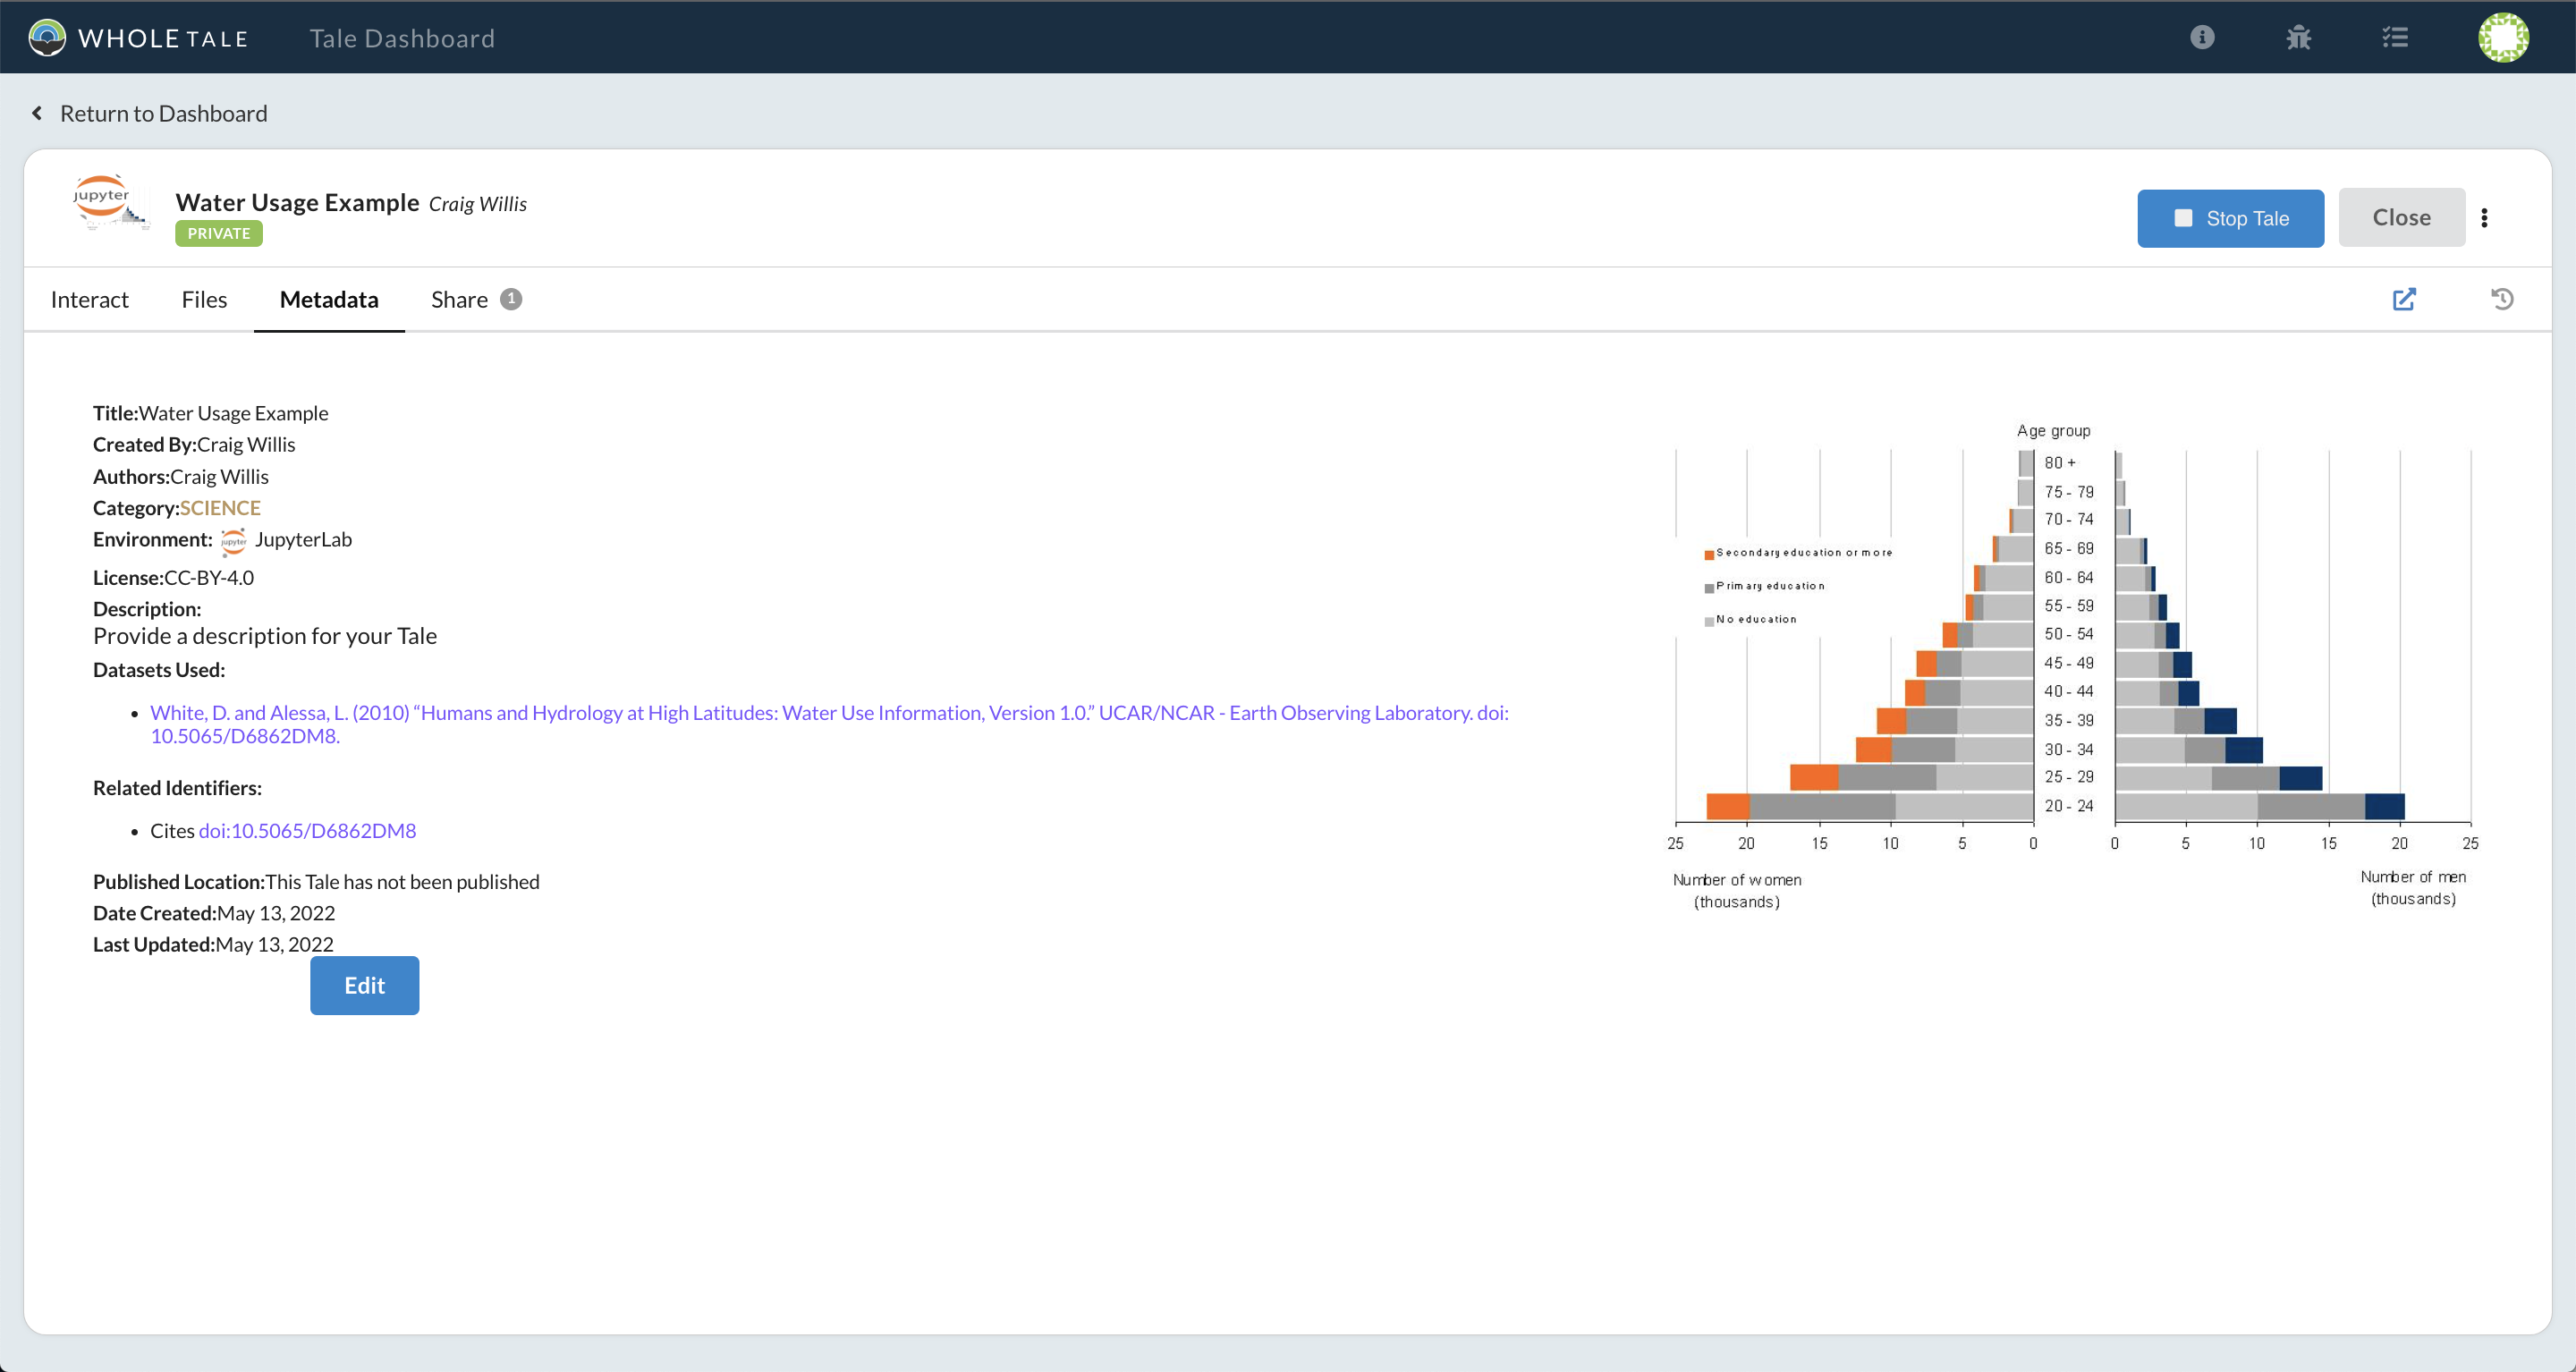 WHOLE TALE Tale Dashboard
Return to Dashboard
jupyter
Water Usage Example Craig Willis
PRIVATE
Stop Tale
Close
Interact Files Metadata Share 1
Title:Water Usage Example
Created By:Craig Willis
Authors:Craig Willis
Category:SCIENCE
Environment: jupyter JupyterLab
License:CC-BY-4.0
Description:
Provide a description for your Tale
Datasets Used:
• White, D. and Alessa, L. (2010) “Humans and Hydrology at High Latitudes: Water Use Information, Version 1.0.” UCAR/NCAR - Earth Observing Laboratory. doi:
10.5065/D6862DM8.
Related Identifiers:
• Cites doi:10.5065/D6862DM8
Published Location:This Tale has not been published
Date Created:May 13, 2022
Last Updated:May 13, 2022
Edit
Age group
80 +
75 - 79
70 - 74
65 - 69
60 - 64
55 - 59
50 - 54
45 - 49
40 - 44
35 - 39
30 - 34
25 - 29
20 - 24
Secondary education or more
Primary education
No education
25 20 15 10 5 0 0 5 10 15 20 25
Number of women
(thousands)
Number of men
(thousands)